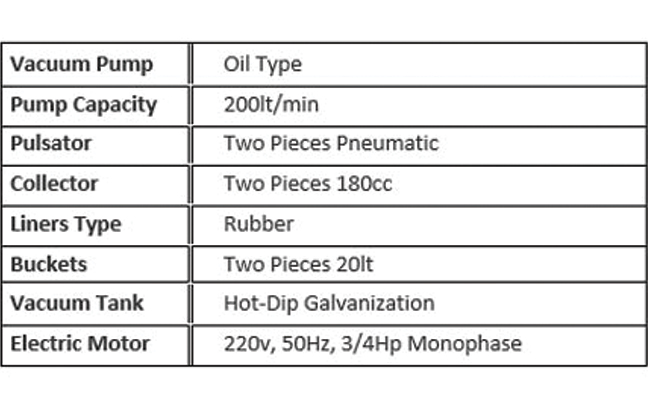 Vacuum Pump Oil Type
Pump Capacity 200lt/min
Pulsator Two Pieces Pneumatic
Collector Two Pieces 180cc
Liners Type Rubber
Buckets Two Pieces 20lt
Vacuum Tank Hot-Dip Galvanization
Electric Motor 220v, 50Hz, 3/4Hp Monophase